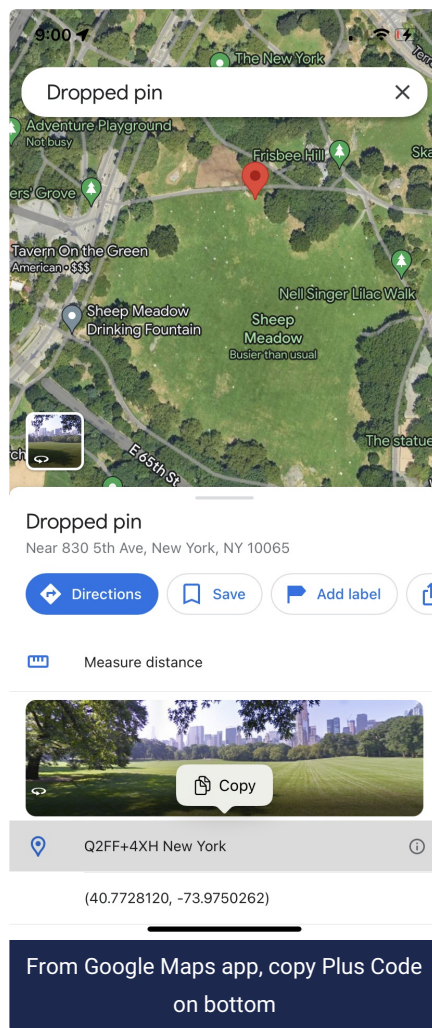 9:00
The New York
Terr
Dropped pin
Adventure Playground
Not busy
Frisbee Hill
Ska
ers' Grove
Tavern On the Green
American • $$$
Nell Singer Lilac Walk
Sheep Meadow
Drinking Fountain
Sheep
Meadow
Busier than usual
The statue
rch
E 65th St
Dropped pin
Near 830 5th Ave, New York, NY 10065
Directions
Save
Add label
Measure distance
Copy
Q2FF+4XH New York
(40.7728120, -73.9750262)
From Google Maps app, copy Plus Code
on bottom